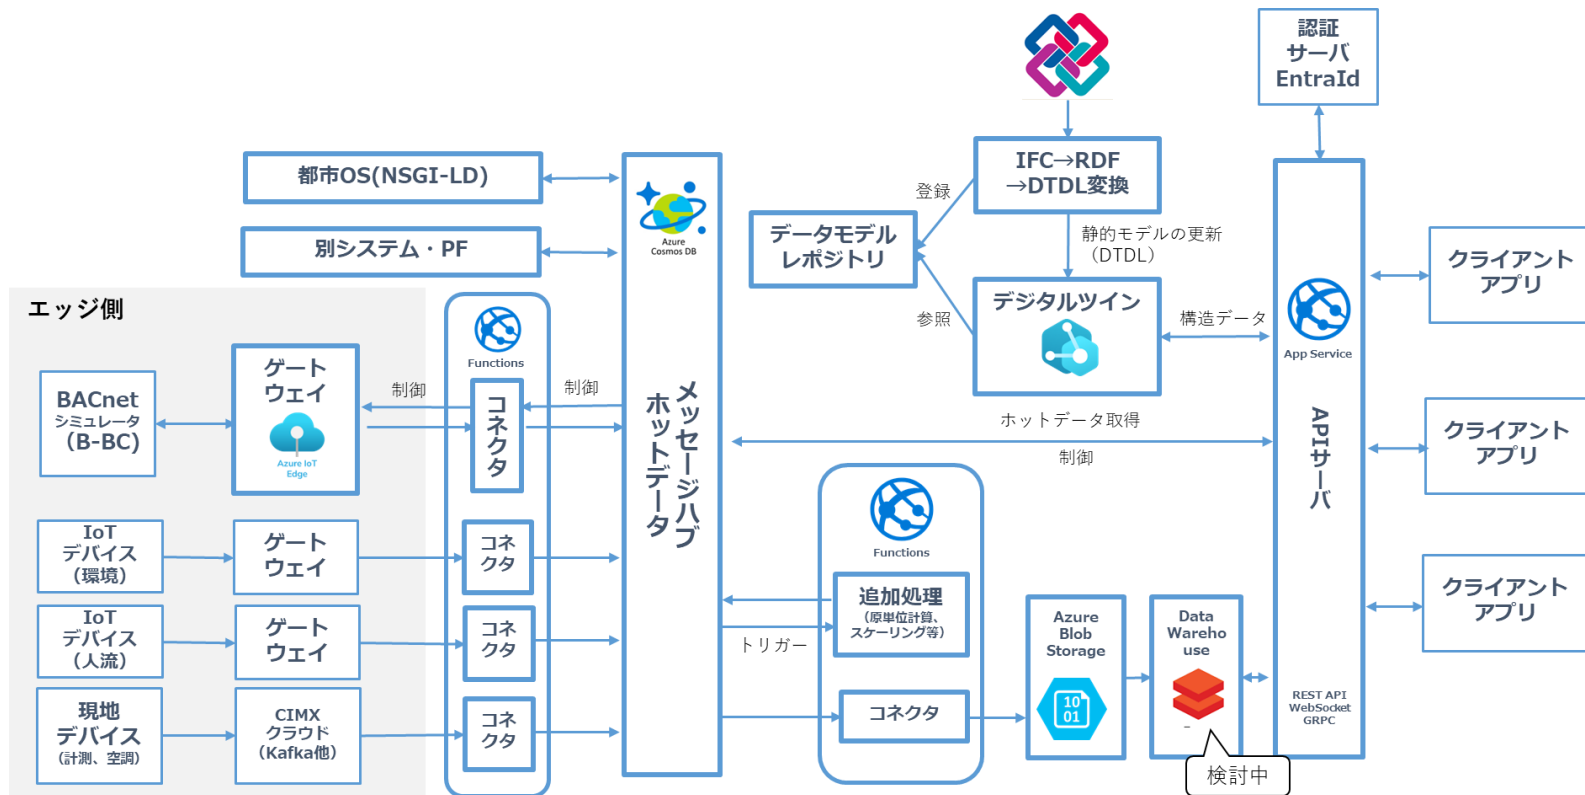 認証
サーバ
EntraId
IFC→RDF
→DTDL変換
都市OS(NSGI-LD)
登録
Azure
Cosmos DB
データモデル
レポジトリ
静的モデルの更新
（DTDL）
別システム・PF
クライアント
アプリ
エッジ側
デジタルツイン
参照
構造データ
App Service
Functions
ゲート
ウェイ
Azure IoT
Edge
制御
制御
コネクタ
BACnet
シミュレータ
（B-BC)
メッセージハブ
ホットデータ
ホットデータ取得
制御
APIサーバ
クライアント
アプリ
Functions
IoT
デバイス
（環境）
ゲート
ウェイ
コネ
クタ
クライアント
アプリ
追加処理
（原単位計算、
スケーリング等）
トリガー
IoT
デバイス
（人流）
ゲート
ウェイ
コネ
クタ
Azure
Blob
Storage
10
01
Data
Wareho
use
現地
デバイス
（計測、空調）
CIMX
クラウド
（Kafka他）
コネ
クタ
コネクタ
REST API
WebSocket
GRPC
検討中